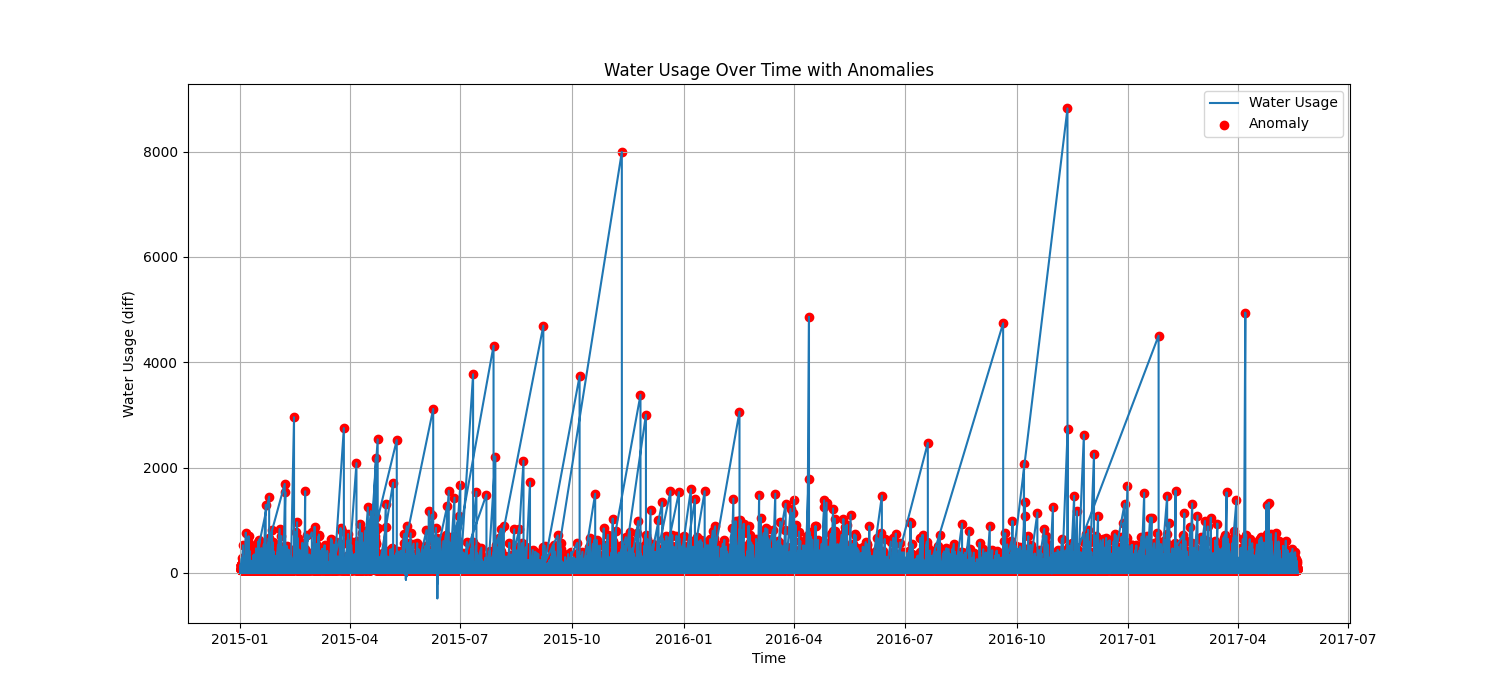 Water Usage Over Time with Anomalies
Water Usage
Anomaly
Water Usage (diff)
8000
6000
4000
2000
0
2015-01 2015-04 2015-07 2015-10 2016-01 2016-04 2016-07 2016-10 2017-01 2017-04 2017-07
Time